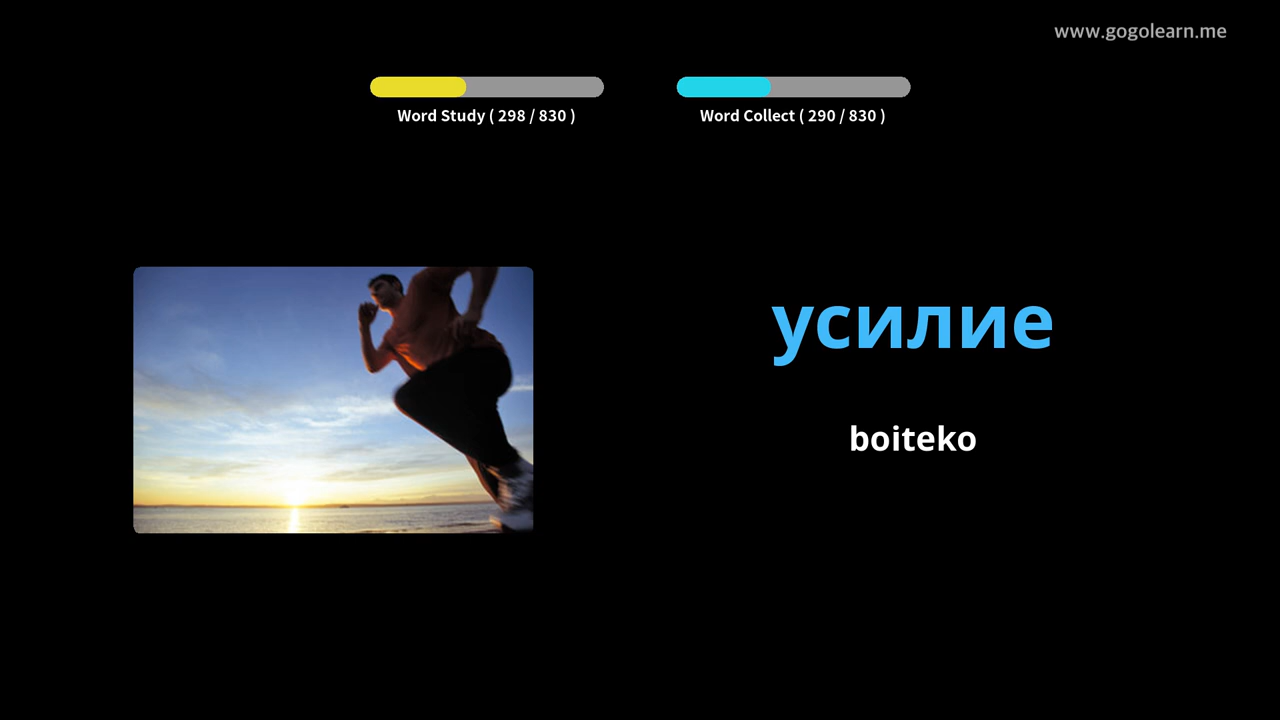 www.gogolearn.me
Word Study ( 298 / 830 )
Word Collect ( 290 / 830 )
усилие
boiteko